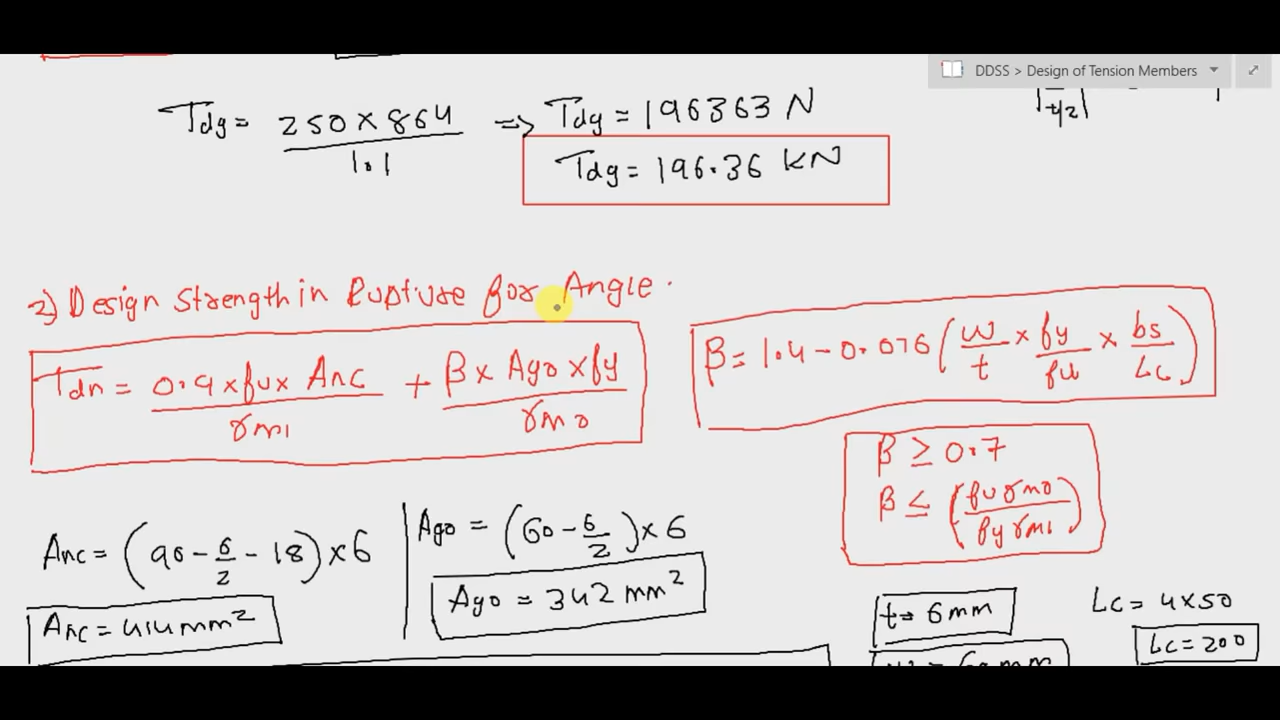 DDSS > Design of Tension Members
t/2
Tdg = 250 × 864 / 1.1 => Tdg = 196363 N
Tdg = 196.36 KN
2) Design Strength in Rupture for Angle.
Tdn = 0.9 × fu × Anc / γm1 + β × Ago × fy / γm0
β = 1.4 - 0.076 ( w/t × fy/fu × bs/Lc )
β ≥ 0.7
β ≤ ( fu γm0 / fy γm1 )
Anc = ( 90 - 6/2 - 18 ) × 6
Anc = 414 mm²
Ago = ( 60 - 6/2 ) × 6
Ago = 342 mm²
t = 6 mm
Lc = 4 × 50
Lc = 200